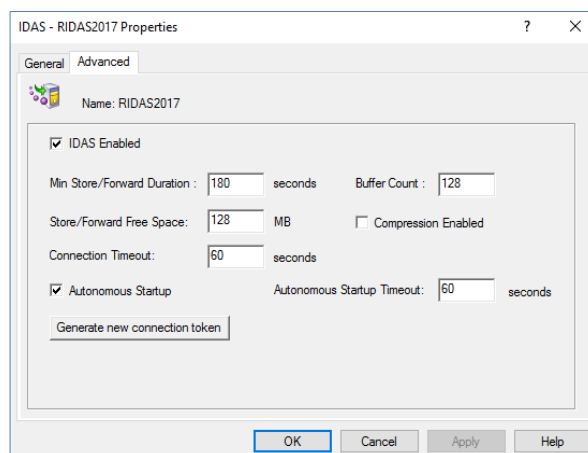 IDAS - RIDAS2017 Properties ? ×
General Advanced
Name: RIDAS2017
IDAS Enabled
Min Store/Forward Duration : 180 seconds Buffer Count : 128
Store/Forward Free Space: 128 MB Compression Enabled
Connection Timeout: 60 seconds
Autonomous Startup Autonomous Startup Timeout: 60 seconds
Generate new connection token
OK Cancel Apply Help